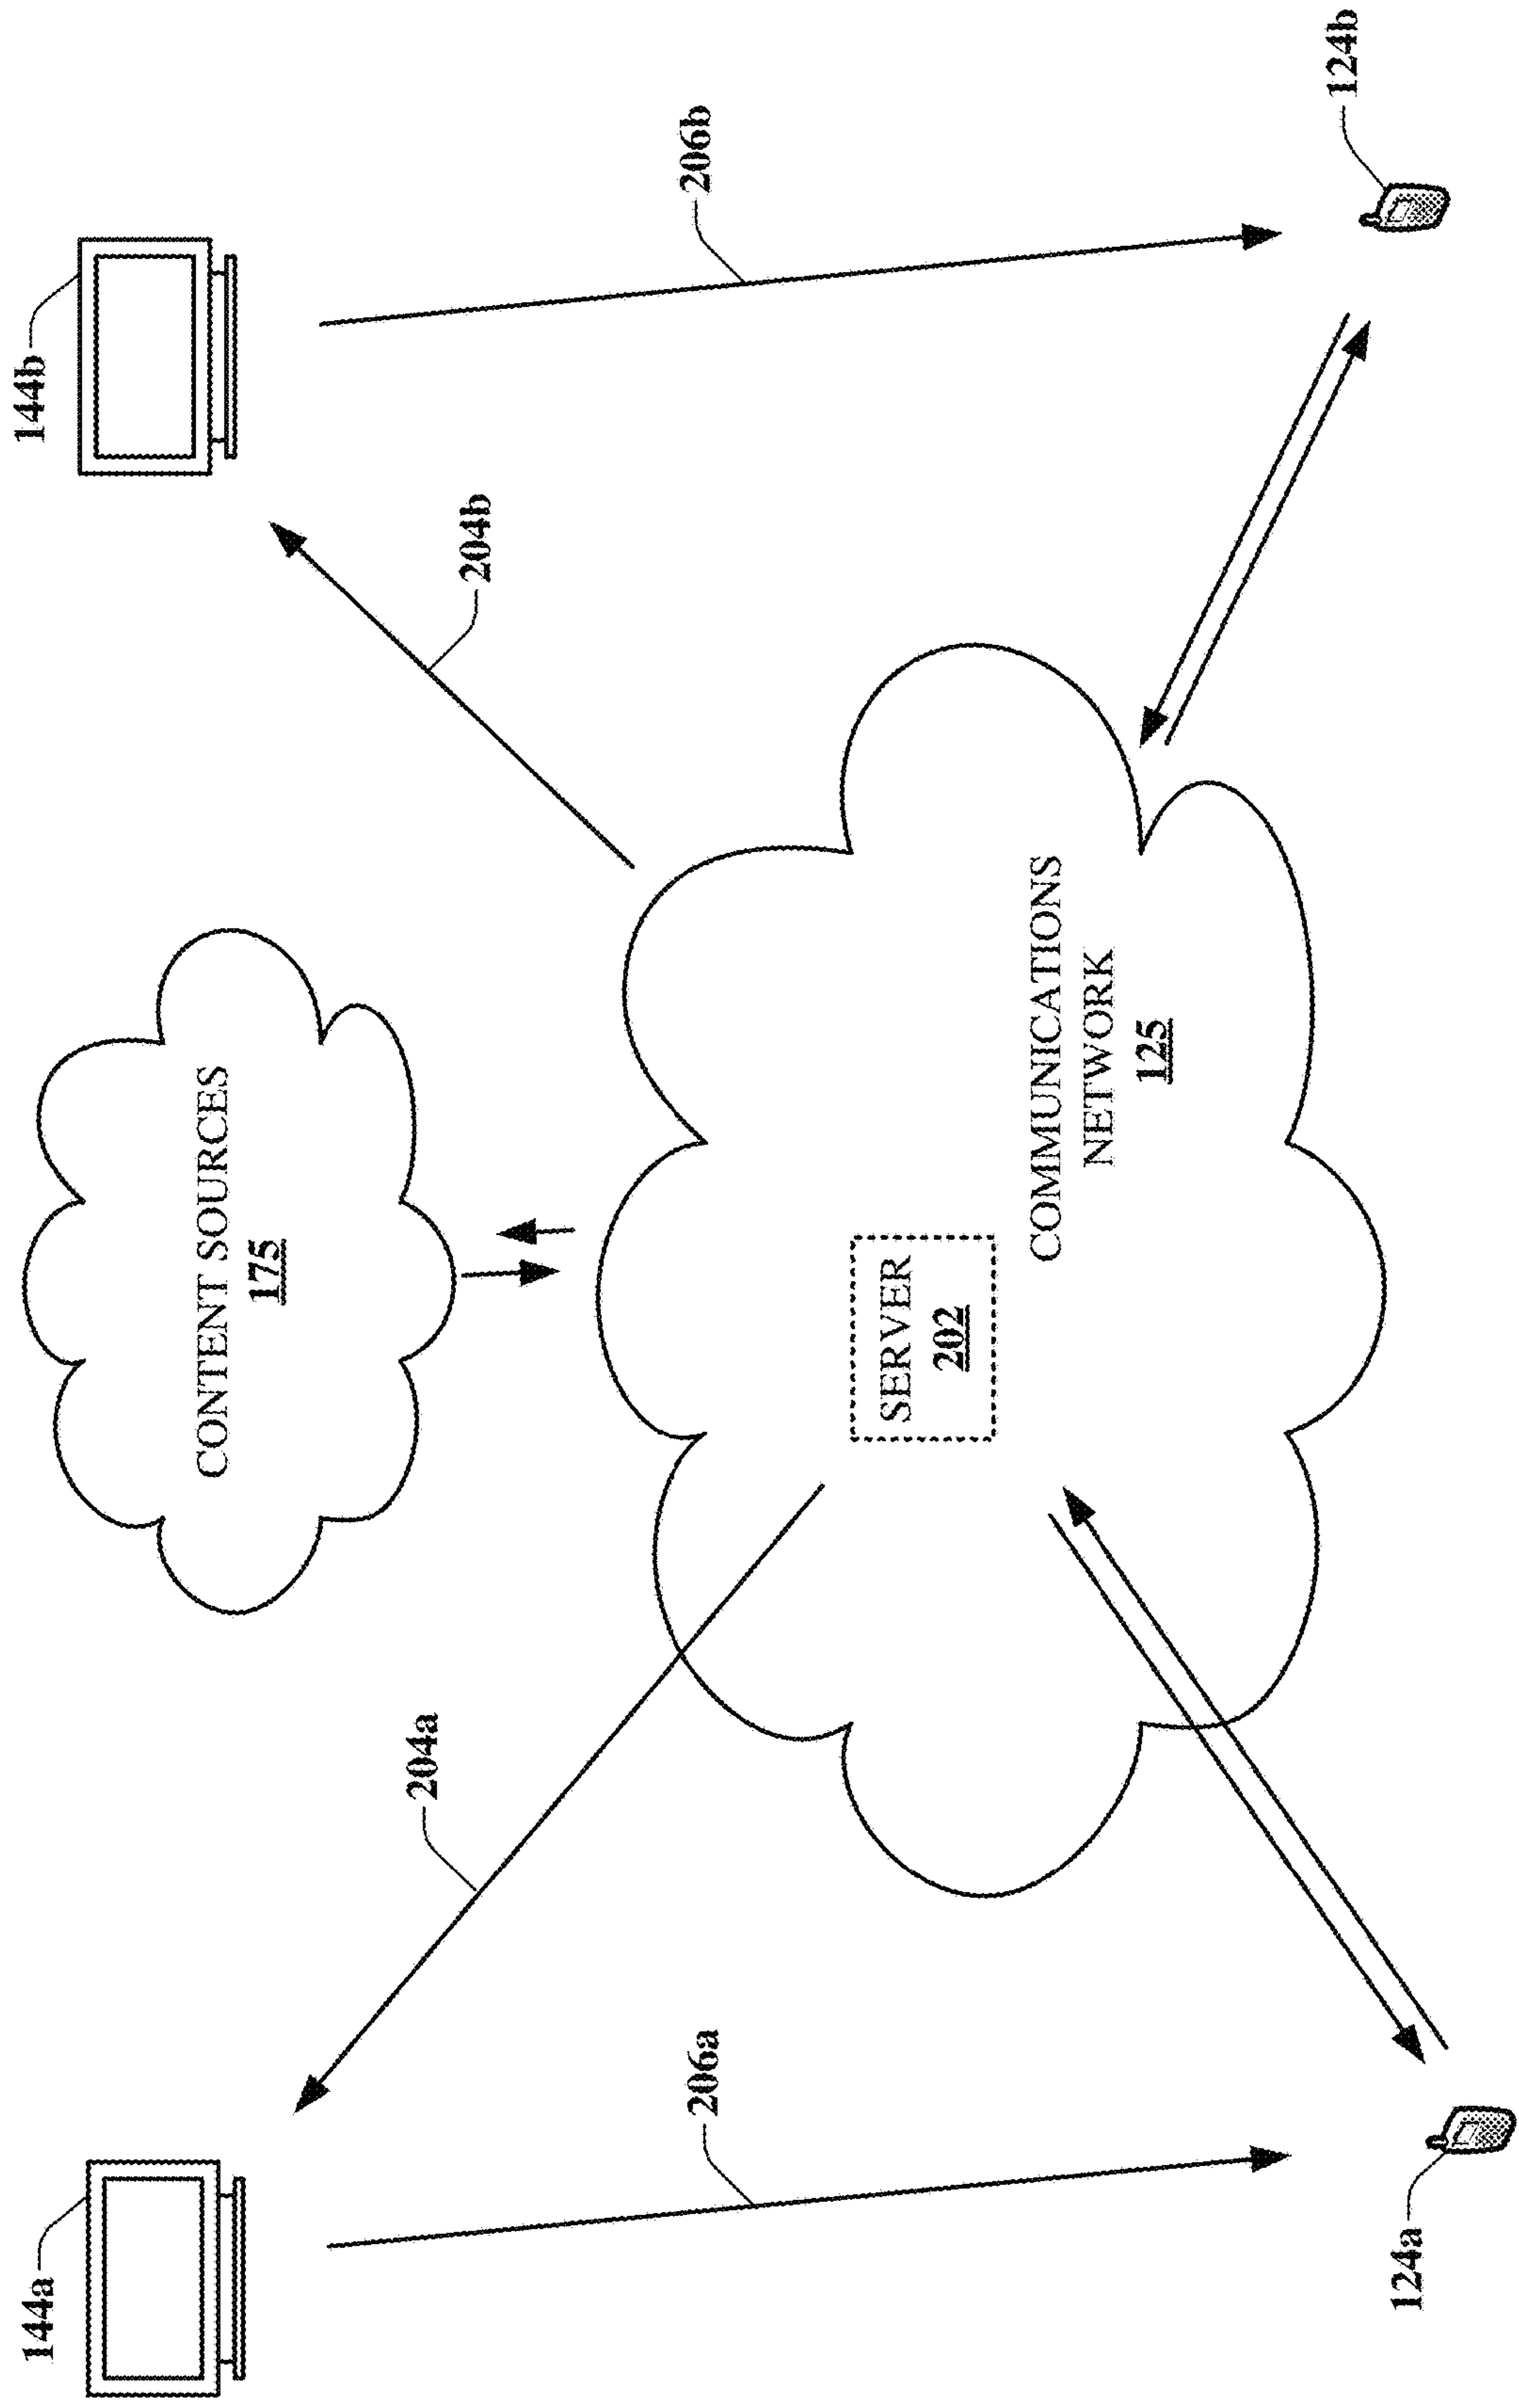 144a
144b
CONTENT SOURCES
175
204a
204b
206a
206b
SERVER
202
COMMUNICATIONS
NETWORK
125
124a
124b